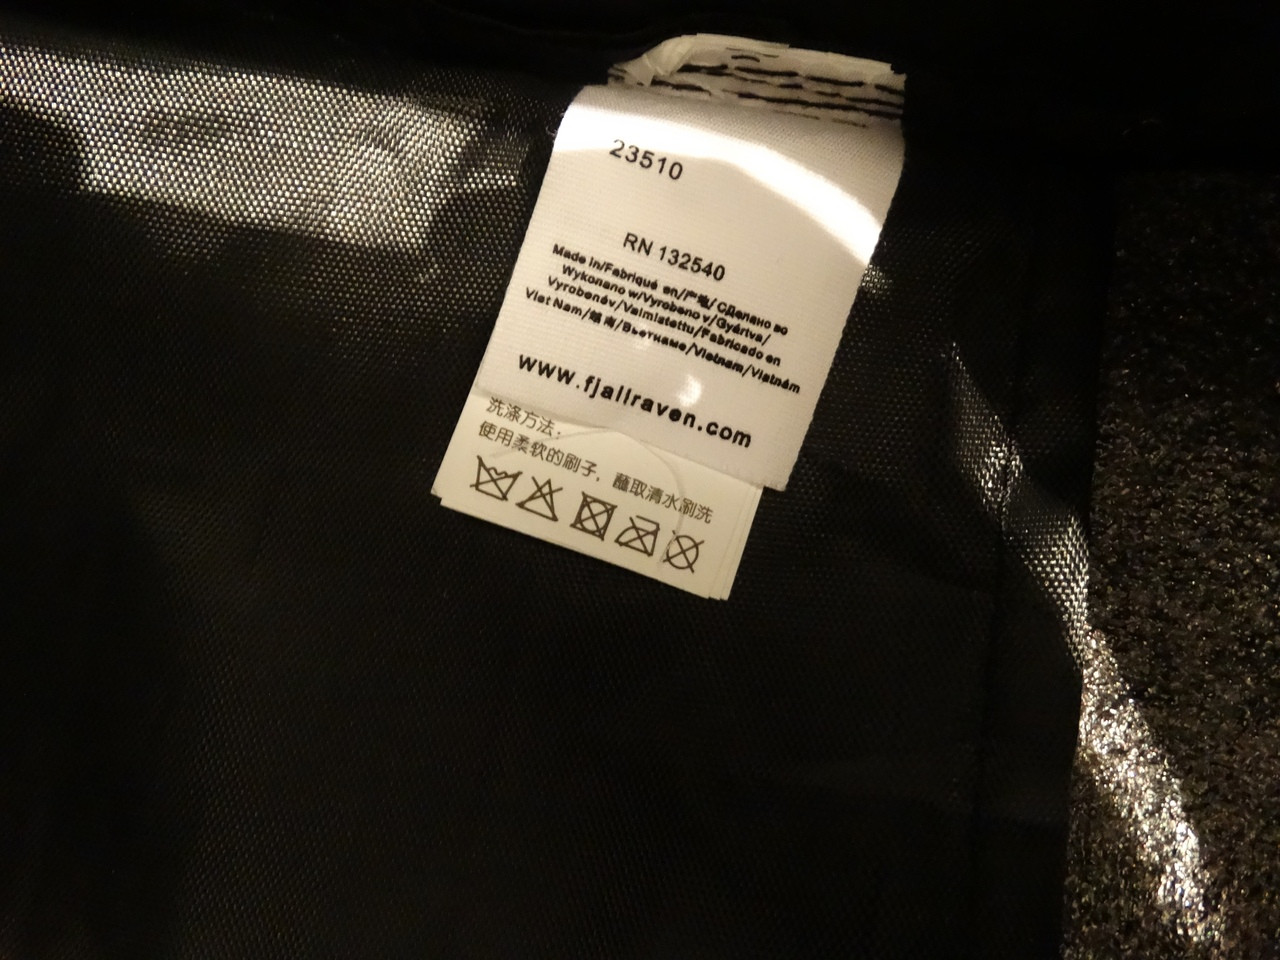 23510
RN 132540
Made in/Fabriqué en/产地/Сделано во
Wykonano w/Vyrobeno v/Gyártva/
Vyrobenév/Valmistettu/Fabricado en
Viet Nam/越南/Вьетнаме/Vietnam/Vietnám
www.fjallraven.com
洗涤方法,
使用柔软的刷子, 蘸取清水刷洗